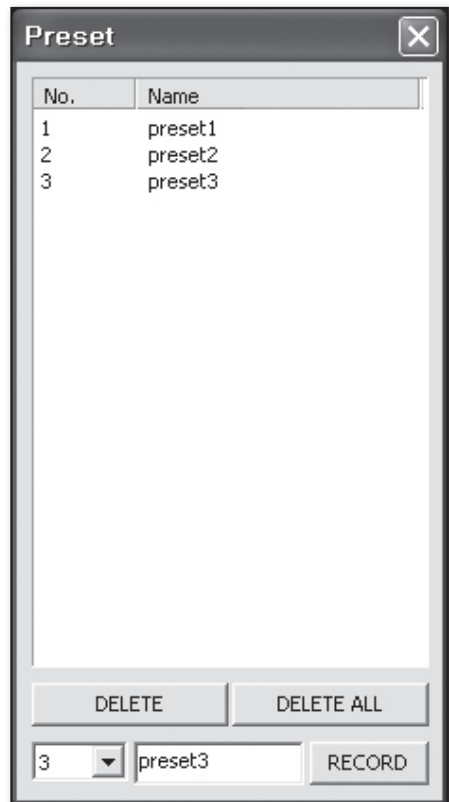 Preset
No. Name
1 preset1
2 preset2
3 preset3
DELETE DELETE ALL
3 preset3 RECORD